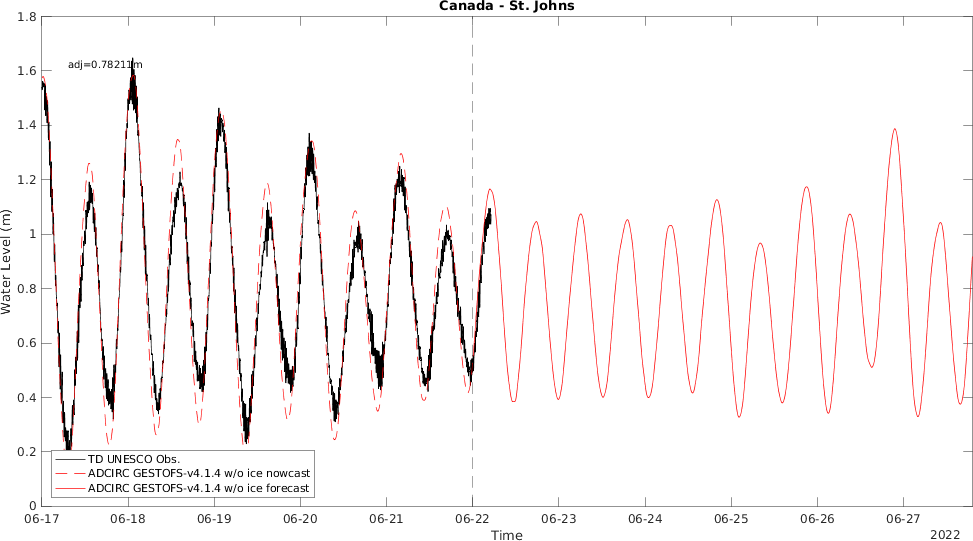 Canada - St. Johns
1.8
adj=0.78211m
1.6
1.4
1.2
1
0.8
0.6
0.4
0.2
0
Water Level (m)
TD UNESCO Obs.
ADCIRC GESTOFS-v4.1.4 w/o ice nowcast
ADCIRC GESTOFS-v4.1.4 w/o ice forecast
06-17 06-18 06-19 06-20 06-21 06-22 06-23 06-24 06-25 06-26 06-27
Time
2022